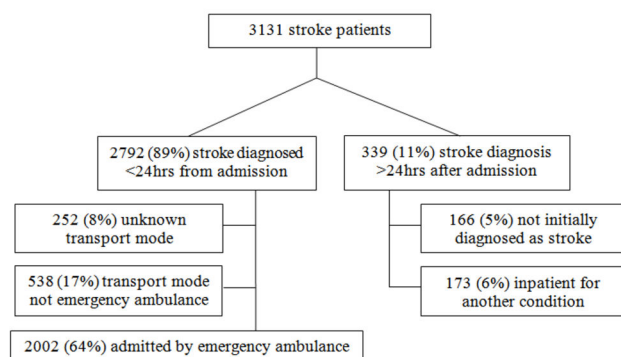 3131 stroke patients
2792 (89%) stroke diagnosed
<24hrs from admission
339 (11%) stroke diagnosis
>24hrs after admission
252 (8%) unknown
transport mode
166 (5%) not initially
diagnosed as stroke
538 (17%) transport mode
not emergency ambulance
173 (6%) inpatient for
another condition
2002 (64%) admitted by emergency ambulance